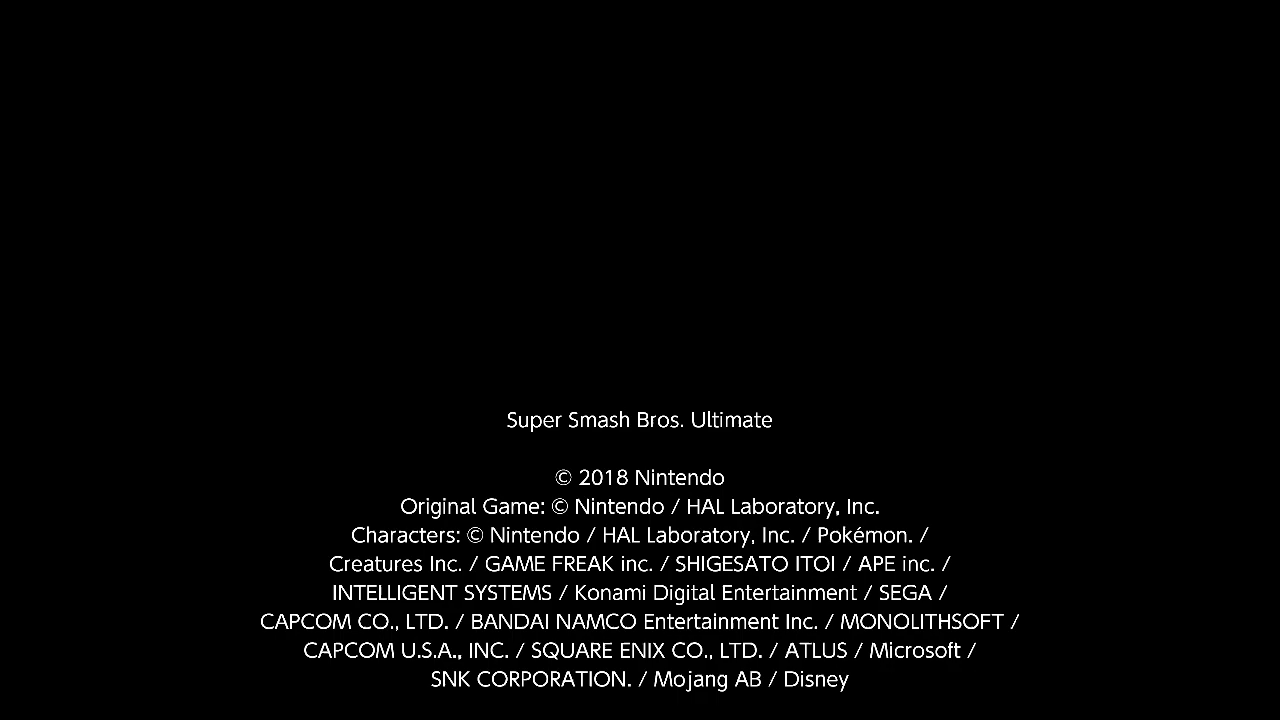 Super Smash Bros. Ultimate
© 2018 Nintendo
Original Game: © Nintendo / HAL Laboratory, Inc.
Characters: © Nintendo / HAL Laboratory, Inc. / Pokémon. /
Creatures Inc. / GAME FREAK inc. / SHIGESATO ITOI / APE inc. /
INTELLIGENT SYSTEMS / Konami Digital Entertainment / SEGA /
CAPCOM CO., LTD. / BANDAI NAMCO Entertainment Inc. / MONOLITHSOFT /
CAPCOM U.S.A., INC. / SQUARE ENIX CO., LTD. / ATLUS / Microsoft /
SNK CORPORATION. / Mojang AB / Disney